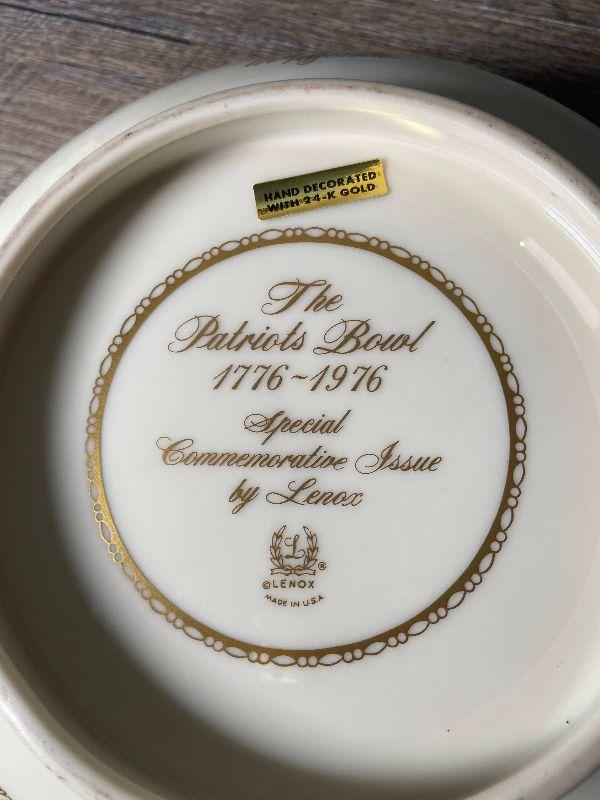 HAND DECORATED
WITH 24-K GOLD
The
Patriots Bowl
1776~1976
Special
Commemorative Issue
by Lenox
L
®
©LENOX
MADE IN U.S.A.